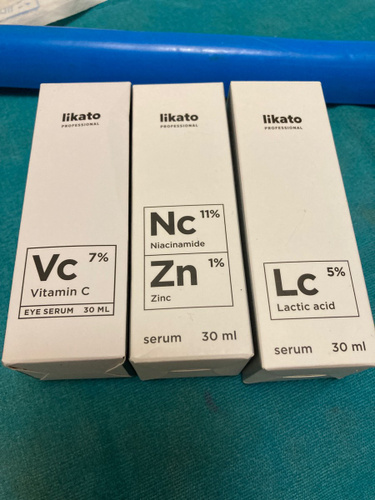 likato
PROFESSIONAL
Vc 7%
Vitamin C
EYE SERUM 30 ML
likato
PROFESSIONAL
Nc 11%
Niacinamide
Zn 1%
Zinc
serum 30 ml
likato
PROFESSIONAL
Lc 5%
Lactic acid
serum 30 ml